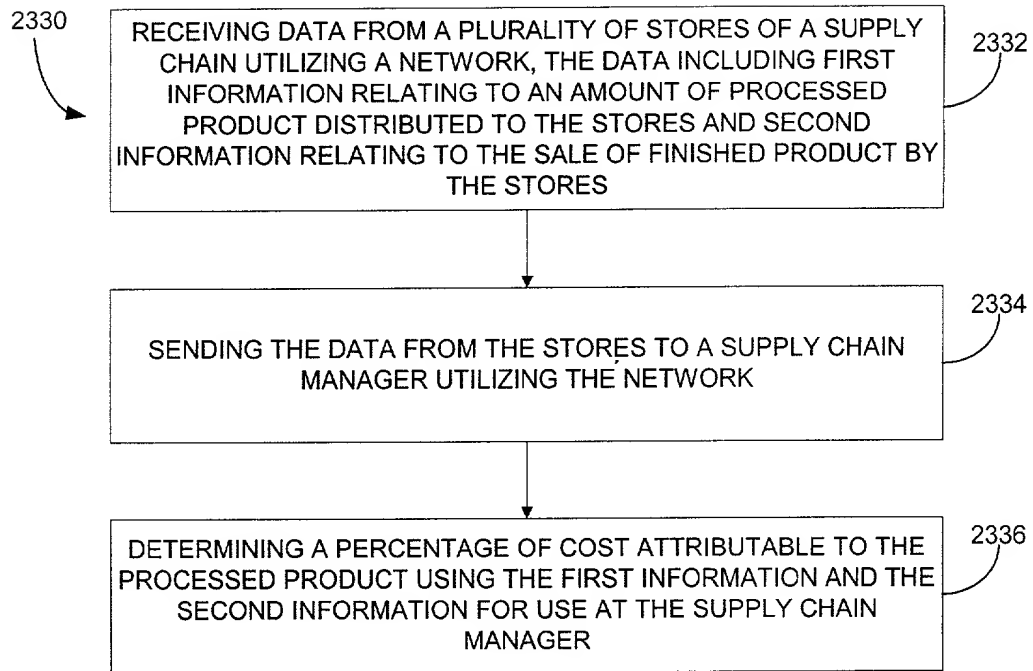 2330
RECEIVING DATA FROM A PLURALITY OF STORES OF A SUPPLY
CHAIN UTILIZING A NETWORK, THE DATA INCLUDING FIRST
INFORMATION RELATING TO AN AMOUNT OF PROCESSED
PRODUCT DISTRIBUTED TO THE STORES AND SECOND
INFORMATION RELATING TO THE SALE OF FINISHED PRODUCT BY
THE STORES
2332
SENDING THE DATA FROM THE STORES TO A SUPPLY CHAIN
MANAGER UTILIZING THE NETWORK
2334
DETERMINING A PERCENTAGE OF COST ATTRIBUTABLE TO THE
PROCESSED PRODUCT USING THE FIRST INFORMATION AND THE
SECOND INFORMATION FOR USE AT THE SUPPLY CHAIN
MANAGER
2336